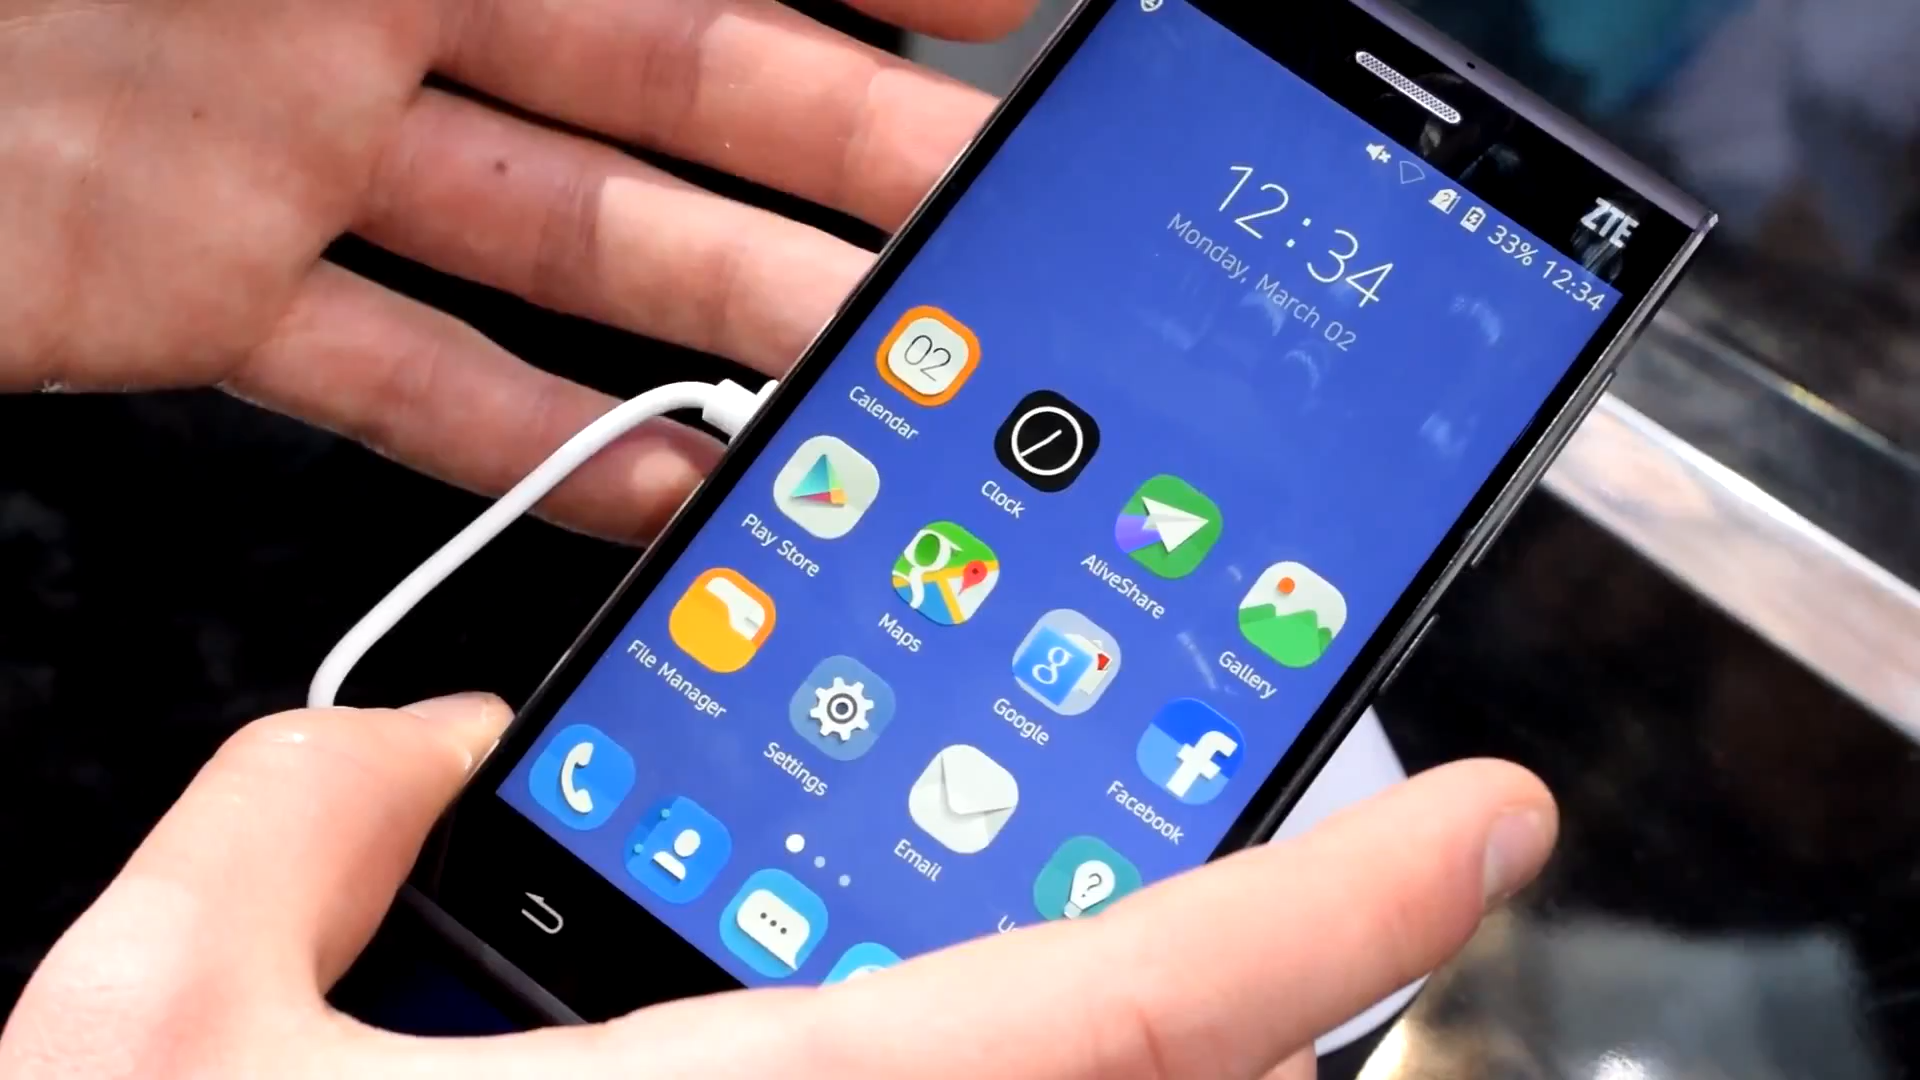 ZTE
33% 12:34
12:34
Monday, March 02
02
Calendar
Clock
AliveShare
Gallery
Play Store
g
Maps
g
Google
f
Facebook
File Manager
Settings
Email
?